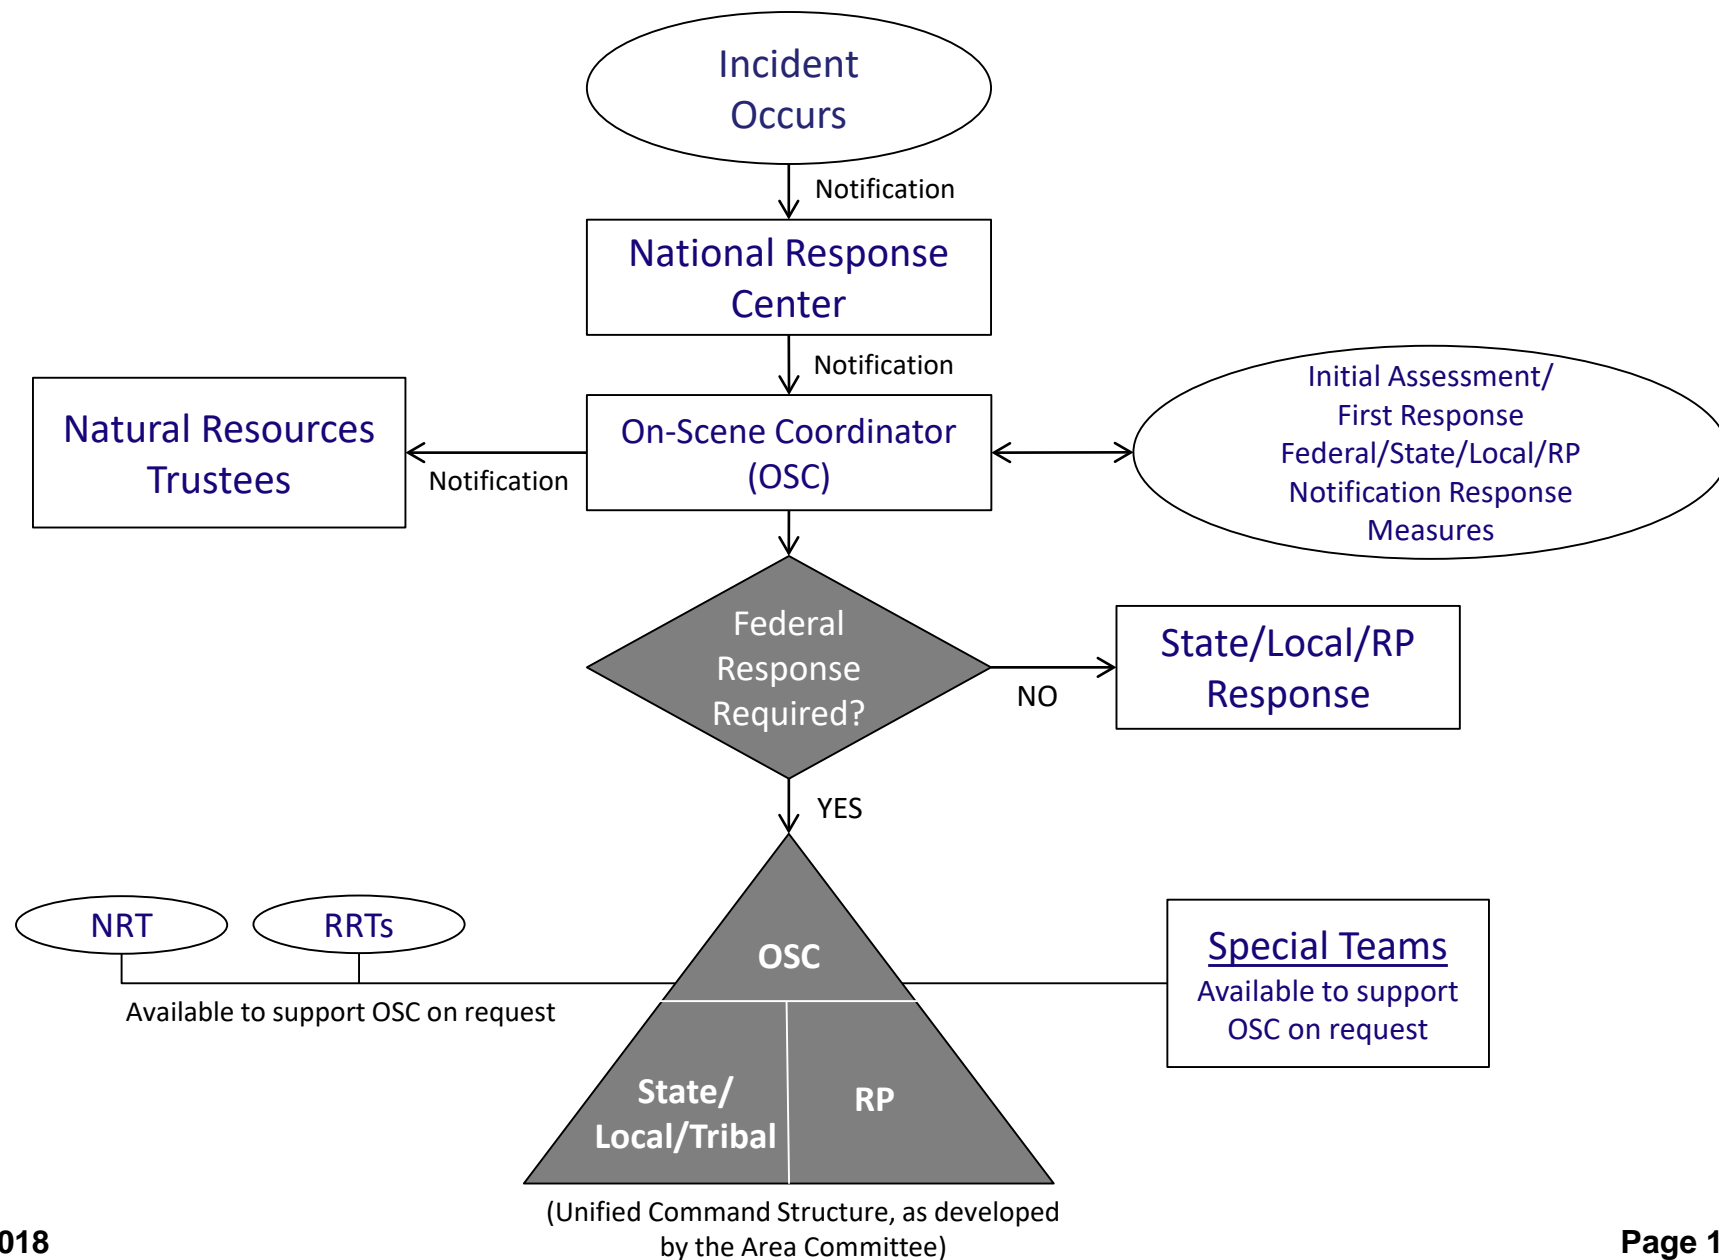 Incident
Occurs
Notification
National Response
Center
Notification
Natural Resources
Trustees
Notification
On-Scene Coordinator
(OSC)
Initial Assessment/
First Response
Federal/State/Local/RP
Notification Response
Measures
Federal
Response
Required?
NO
State/Local/RP
Response
YES
NRT
RRTs
Available to support OSC on request
OSC
State/
Local/Tribal
RP
Special Teams
Available to support
OSC on request
(Unified Command Structure, as developed
by the Area Committee)
018
Page 1